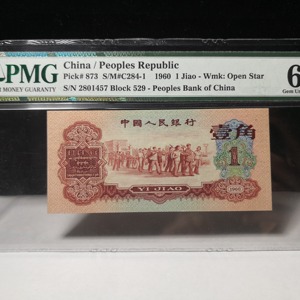 PMG
China / Peoples Republic
Pick# 873 S/M#C284-1 1960 1 Jiao - Wmk: Open Star
S/N 2801457 Block 529 - Peoples Bank of China
R MONEY GUARANTY
6
Gem Un
中国人民银行
壹角
1
YI JIAO
1960